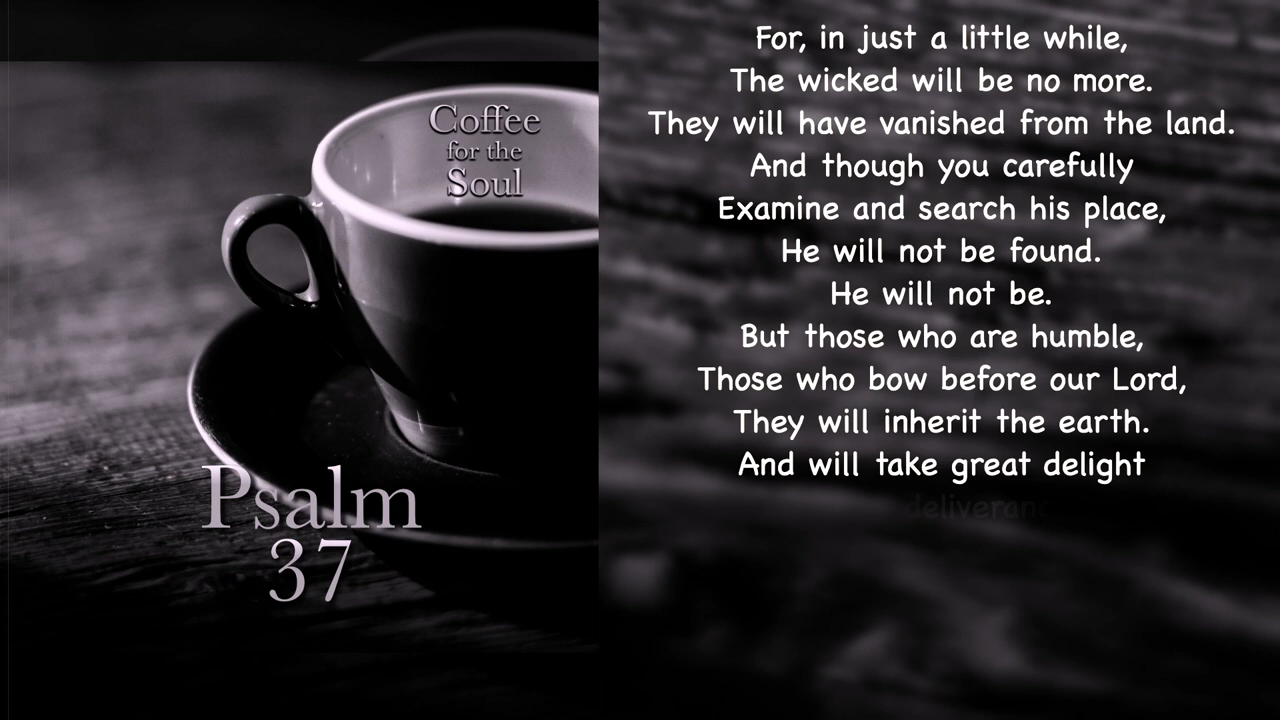 Coffee
for the
Soul
Psalm
37
For, in just a little while,
The wicked will be no more.
They will have vanished from the land.
And though you carefully
Examine and search his place,
He will not be found.
He will not be.
But those who are humble,
Those who bow before our Lord,
They will inherit the earth.
And will take great delight